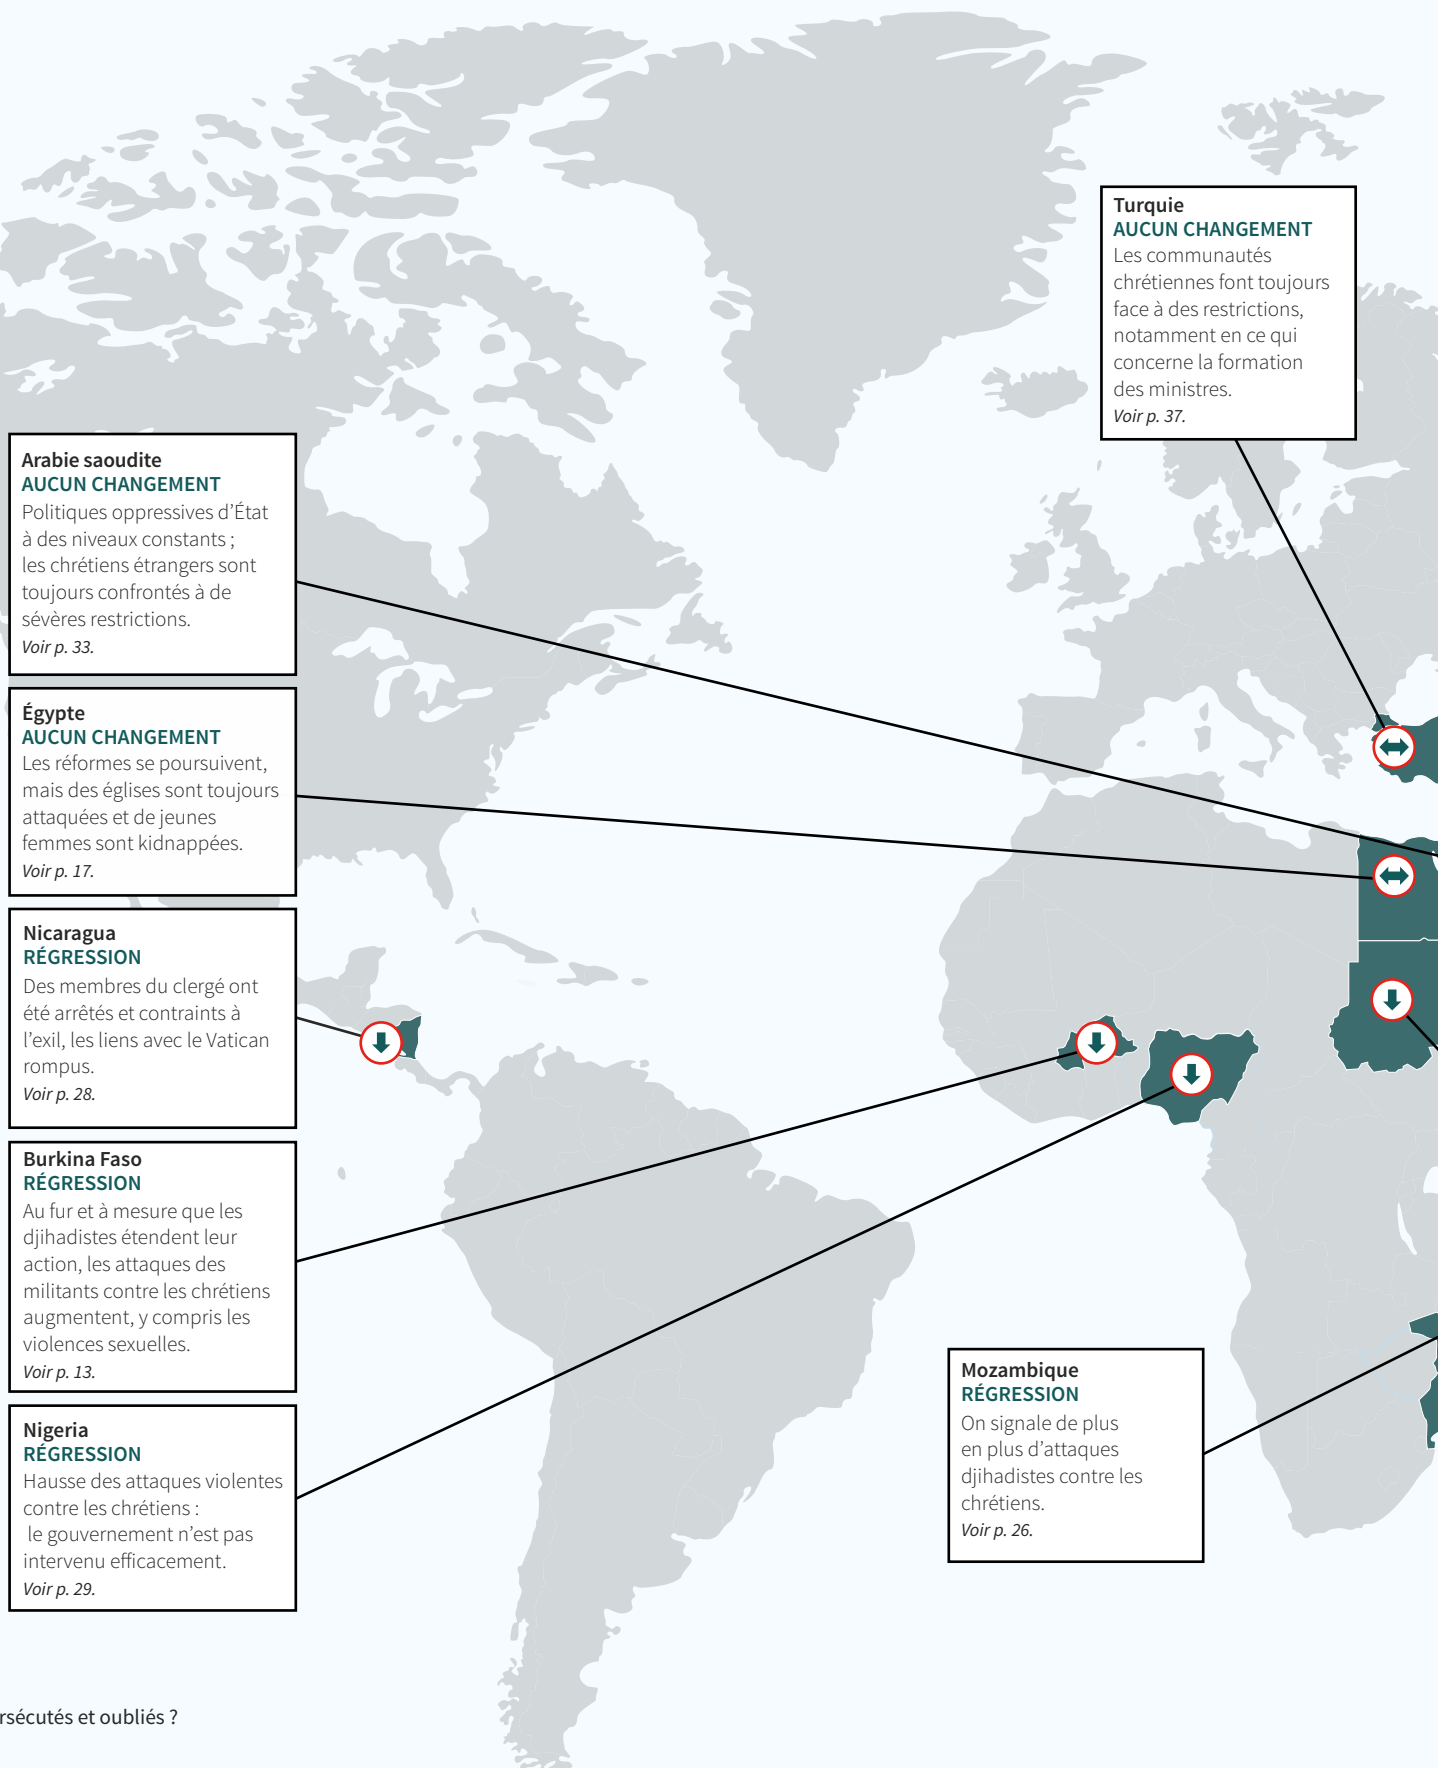 Turquie
AUCUN CHANGEMENT
Les communautés
chrétiennes font toujours
face à des restrictions,
notamment en ce qui
concerne la formation
des ministres.
Voir p. 37.
Arabie saoudite
AUCUN CHANGEMENT
Politiques oppressives d’État
à des niveaux constants ;
les chrétiens étrangers sont
toujours confrontés à de
sévères restrictions.
Voir p. 33.
Égypte
AUCUN CHANGEMENT
Les réformes se poursuivent,
mais des églises sont toujours
attaquées et de jeunes
femmes sont kidnappées.
Voir p. 17.
Nicaragua
RÉGRESSION
Des membres du clergé ont
été arrêtés et contraints à
l’exil, les liens avec le Vatican
rompus.
Voir p. 28.
Burkina Faso
RÉGRESSION
Au fur et à mesure que les
djihadistes étendent leur
action, les attaques des
militants contre les chrétiens
augmentent, y compris les
violences sexuelles.
Voir p. 13.
Nigeria
RÉGRESSION
Hausse des attaques violentes
contre les chrétiens :
le gouvernement n’est pas
intervenu efficacement.
Voir p. 29.
Mozambique
RÉGRESSION
On signale de plus
en plus d’attaques
djihadistes contre les
chrétiens.
Voir p. 26.
rsécutés et oubliés ?